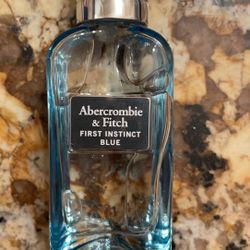 Abercrombie
& Fitch
FIRST INSTINCT
BLUE